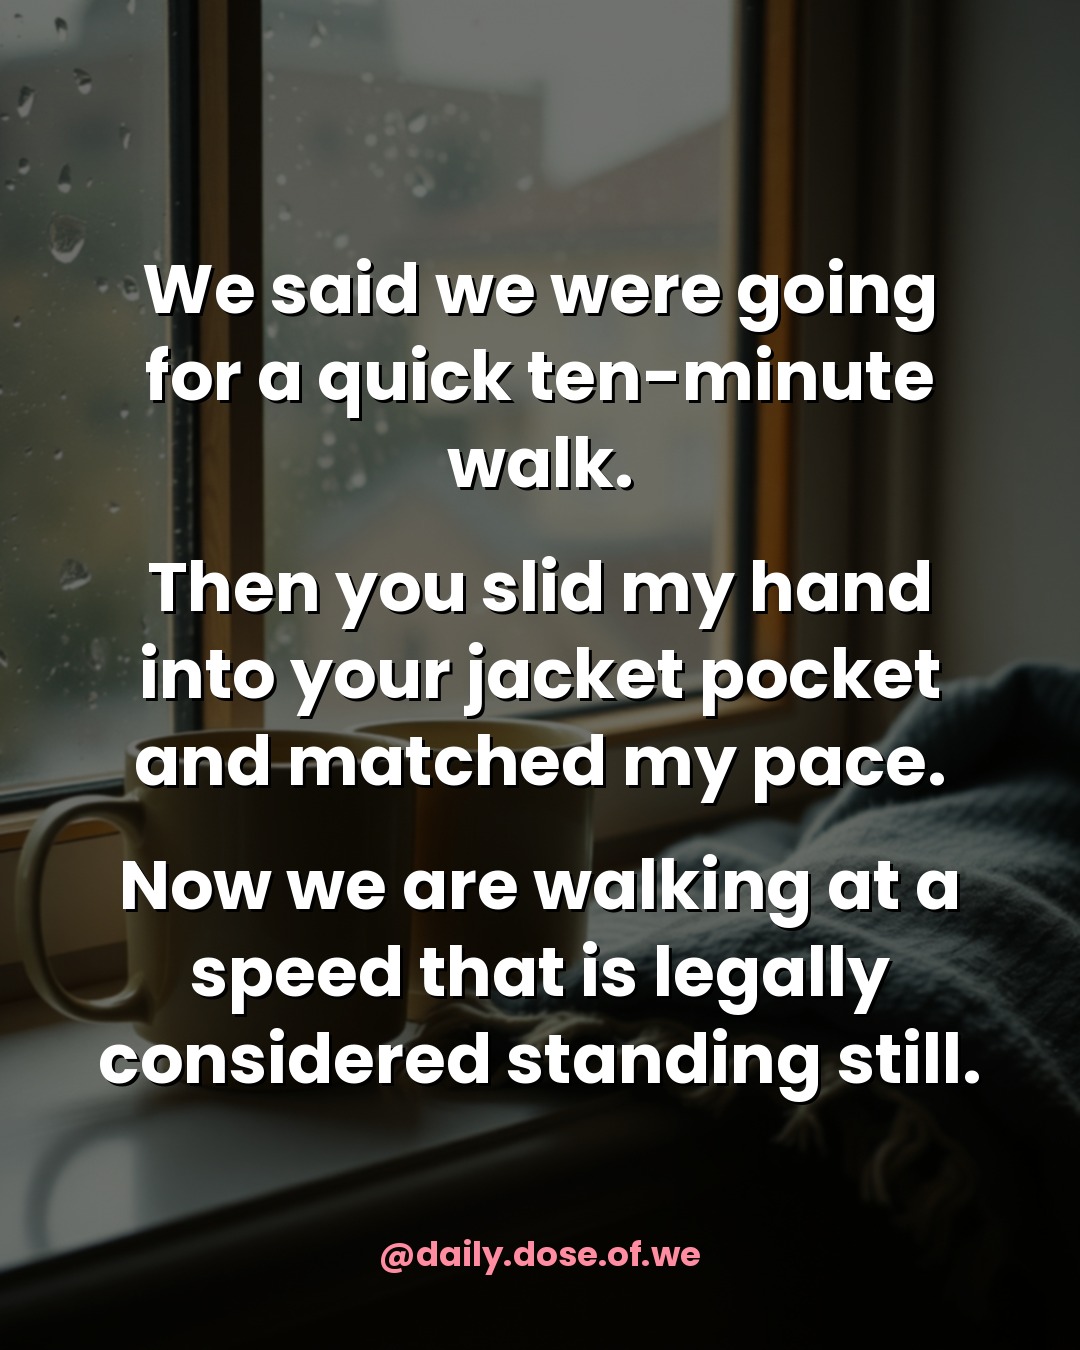 We said we were going
for a quick ten-minute
walk.
Then you slid my hand
into your jacket pocket
and matched my pace.
Now we are walking at a
speed that is legally
considered standing still.
@daily.dose.of.we